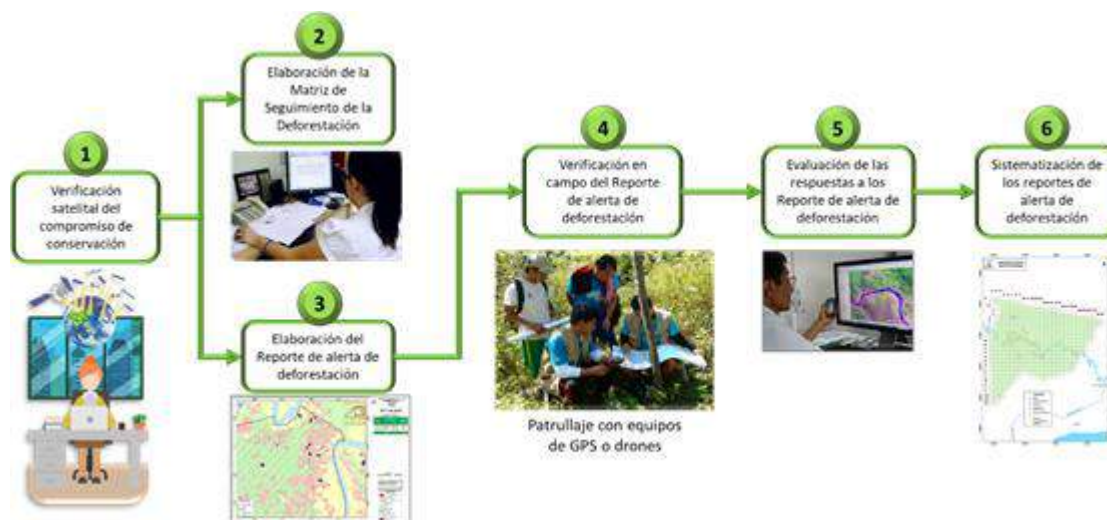 1
Verificación
satelital del
compromiso de
conservación
2
Elaboración de la
Matriz de
Seguimiento de la
Deforestación
3
Elaboración del
Reporte de alerta de
deforestación
4
Verificación en
campo del Reporte
de alerta de
deforestación
Patrullaje con equipos
de GPS o drones
5
Evaluación de las
respuestas a los
Reporte de alerta de
deforestación
6
Sistematización de
los reportes de
alerta de
deforestación